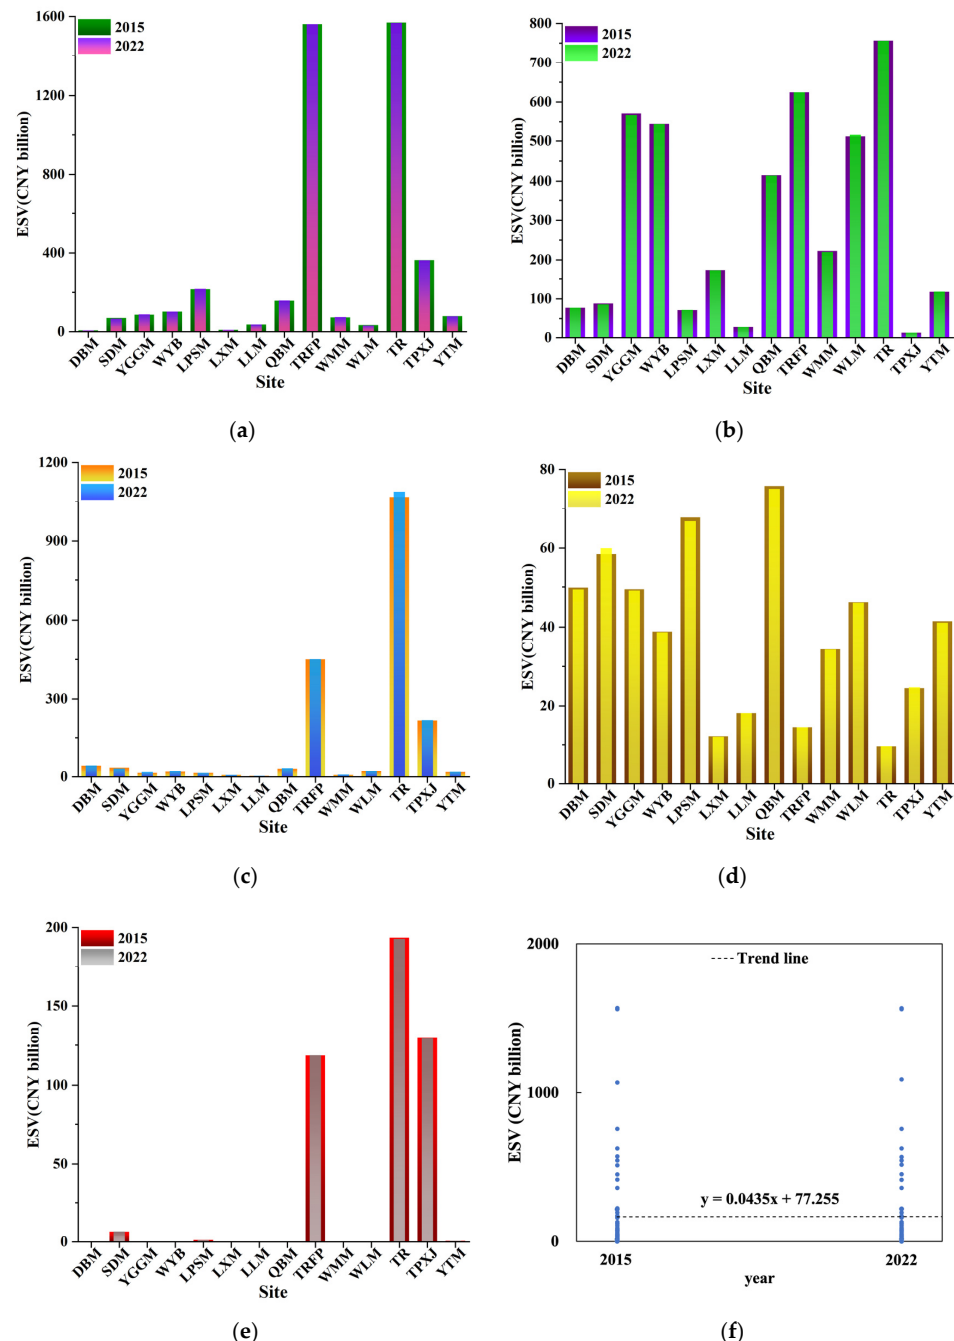 1600
1200
800
400
0
ESV(CNY billion)
2015
2022
DBM
SDM
YGGM
WYB
LPSM
LXM
LLM
QBM
TRFP
WMM
WLM
TR
TPXJ
YTM
Site
(a)
800
700
600
500
400
300
200
100
0
ESV(CNY billion)
2015
2022
DBM
SDM
YGGM
WYB
LPSM
LXM
LLM
QBM
TRFP
WMM
WLM
TR
TPXJ
YTM
Site
(b)
1200
900
600
300
0
ESV(CNY billion)
2015
2022
DBM
SDM
YGGM
WYB
LPSM
LXM
LLM
QBM
TRFP
WMM
WLM
TR
TPXJ
YTM
Site
(c)
80
60
40
20
0
ESV(CNY billion)
2015
2022
DBM
SDM
YGGM
WYB
LPSM
LXM
LLM
QBM
TRFP
WMM
WLM
TR
TPXJ
YTM
Site
(d)
200
150
100
50
0
ESV(CNY billion)
2015
2022
DBM
SDM
YGGM
WYB
LPSM
LXM
LLM
QBM
TRFP
WMM
WLM
TR
TPXJ
YTM
Site
(e)
2000
1000
0
ESV (CNY billion)
Trend line
y = 0.0435x + 77.255
2015
2022
year
(f)